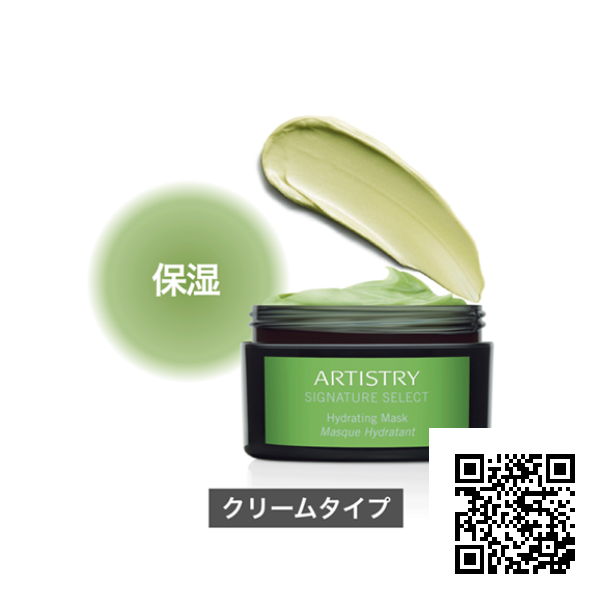 保湿
ARTISTRY
SIGNATURE SELECT
Hydrating Mask
Masque Hydratant
クリームタイプ